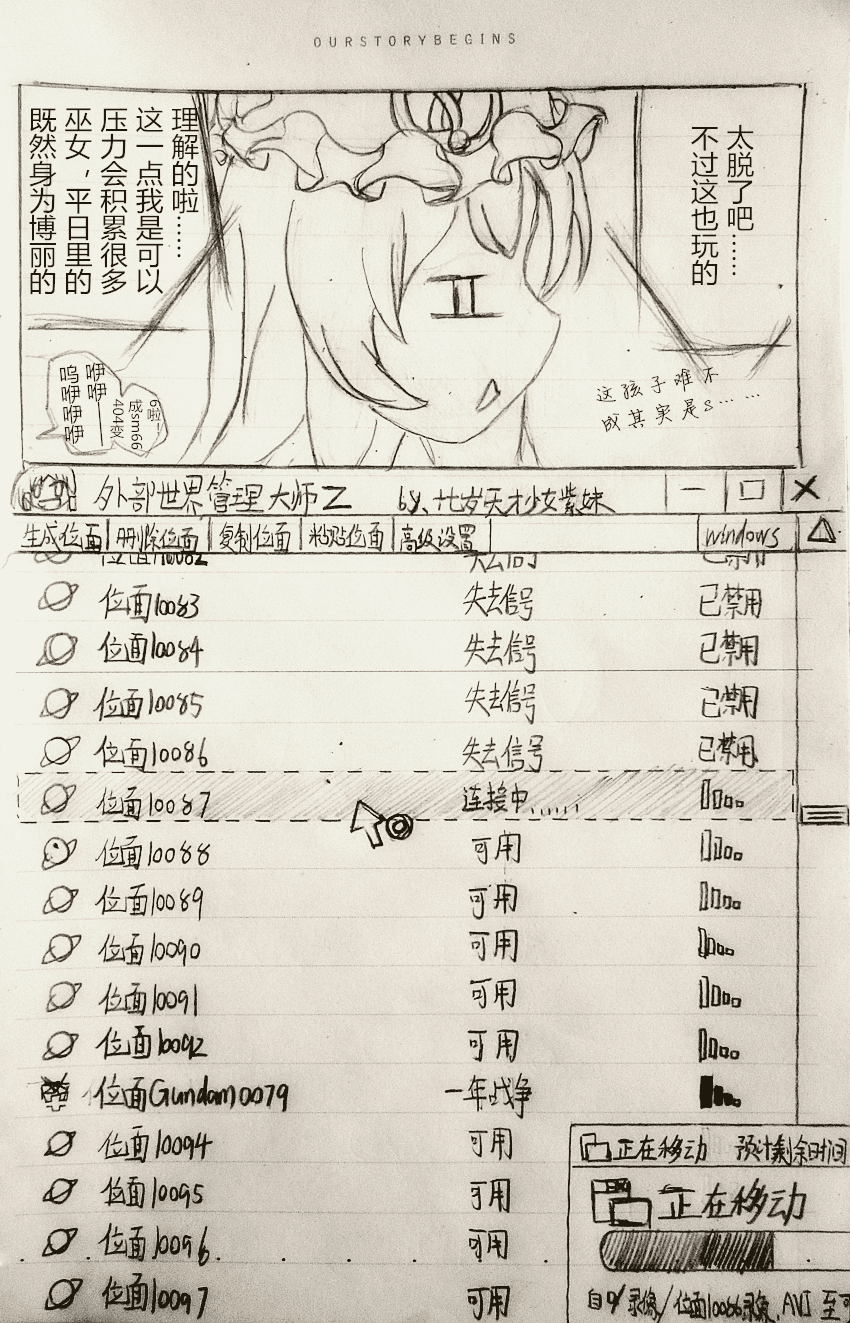 OURSTORYBEGINS
太脱了吧……
不过这也玩的
理解的啦……
这一点我是可以
压力会积累很多
巫女，平日里的
既然身为博丽的
这孩子难不
成其实是S……
6啦!
成sm66
404变
咿咿
呜咿咿咿
外部世界管理大师Z by、廿七岁天才少女紫妹
生成位面 删除位面 复制位面 粘贴位面 高级设置 windows
位面10082 失去信号 已禁用
位面10083 失去信号 已禁用
位面10084 失去信号 已禁用
位面10085 失去信号 已禁用
位面10086 失去信号 已禁用
位面10087 连接中......
位面10088 可用
位面10089 可用
位面10090 可用
位面10091 可用
位面10092 可用
位面Gundam0079 一年战争
位面10094 可用
位面10095 可用
位面10096 可用
位面10097 可用
正在移动 预计剩余时间
正在移动
录像/位面10086录像.AVI 至